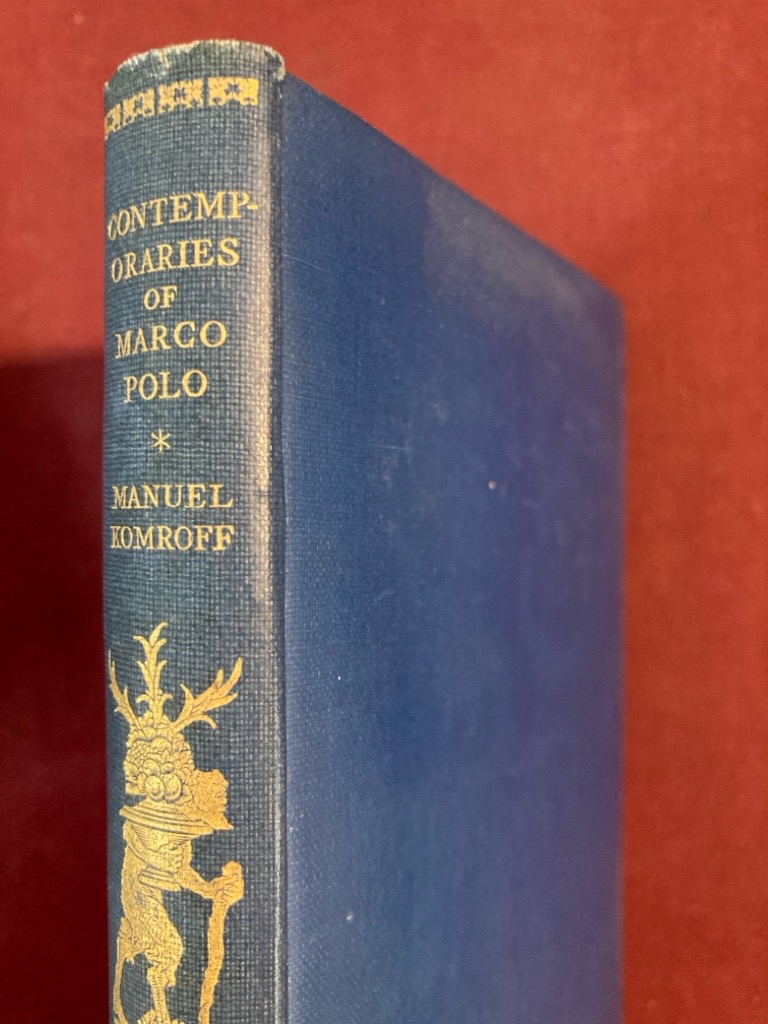 CONTEMP-
ORARIES
OF
MARCO
POLO
*
MANUEL
KOMROFF